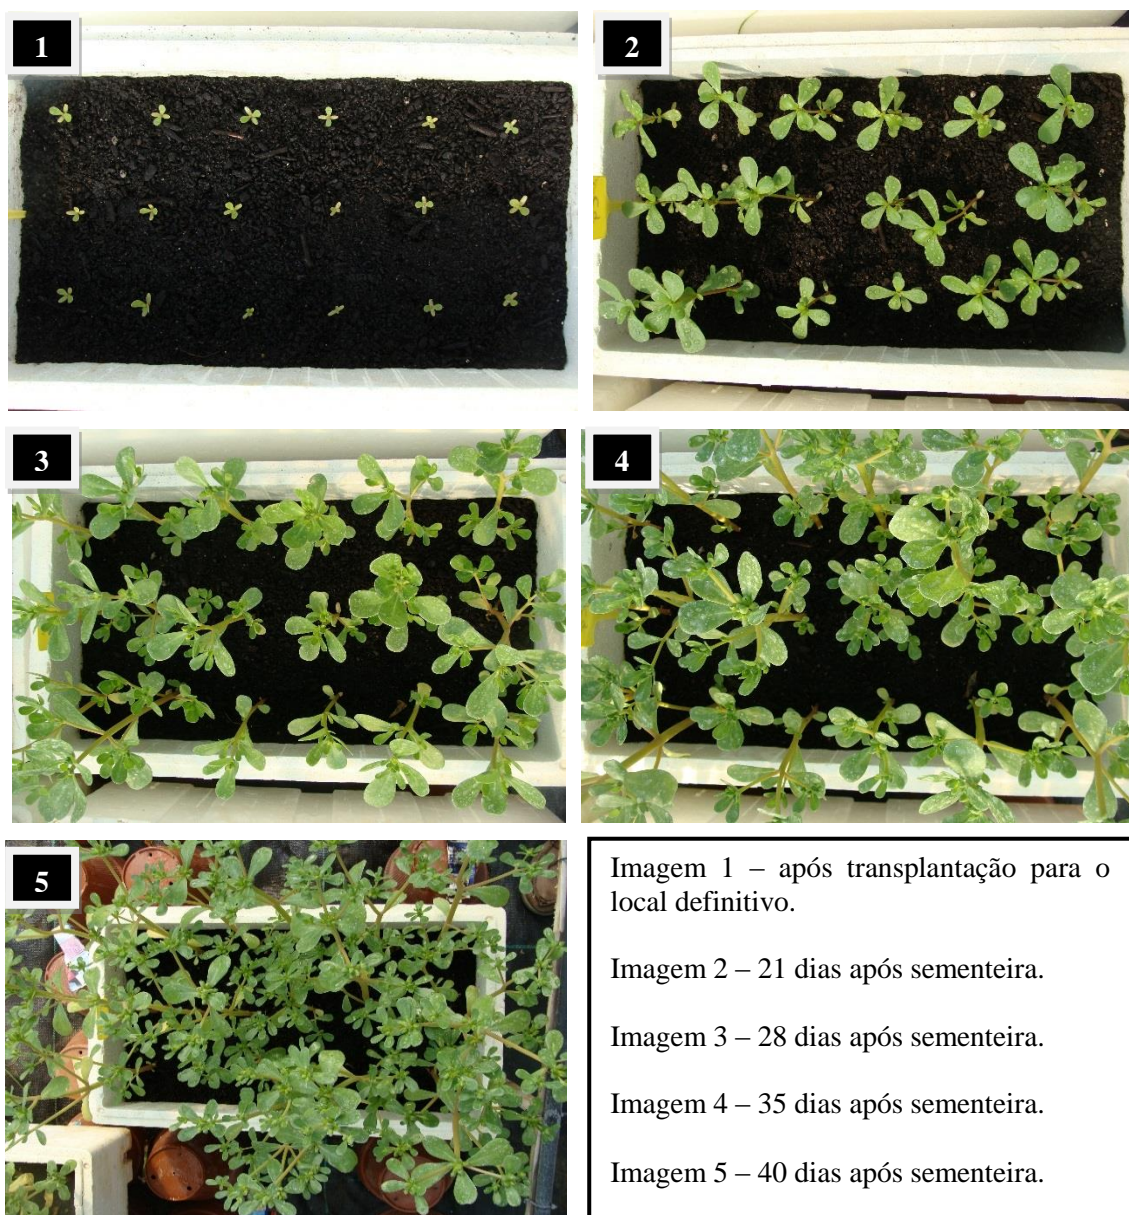 1
2
3
4
5
Imagem 1 – após transplantação para o
local definitivo.
Imagem 2 – 21 dias após sementeira.
Imagem 3 – 28 dias após sementeira.
Imagem 4 – 35 dias após sementeira.
Imagem 5 – 40 dias após sementeira.